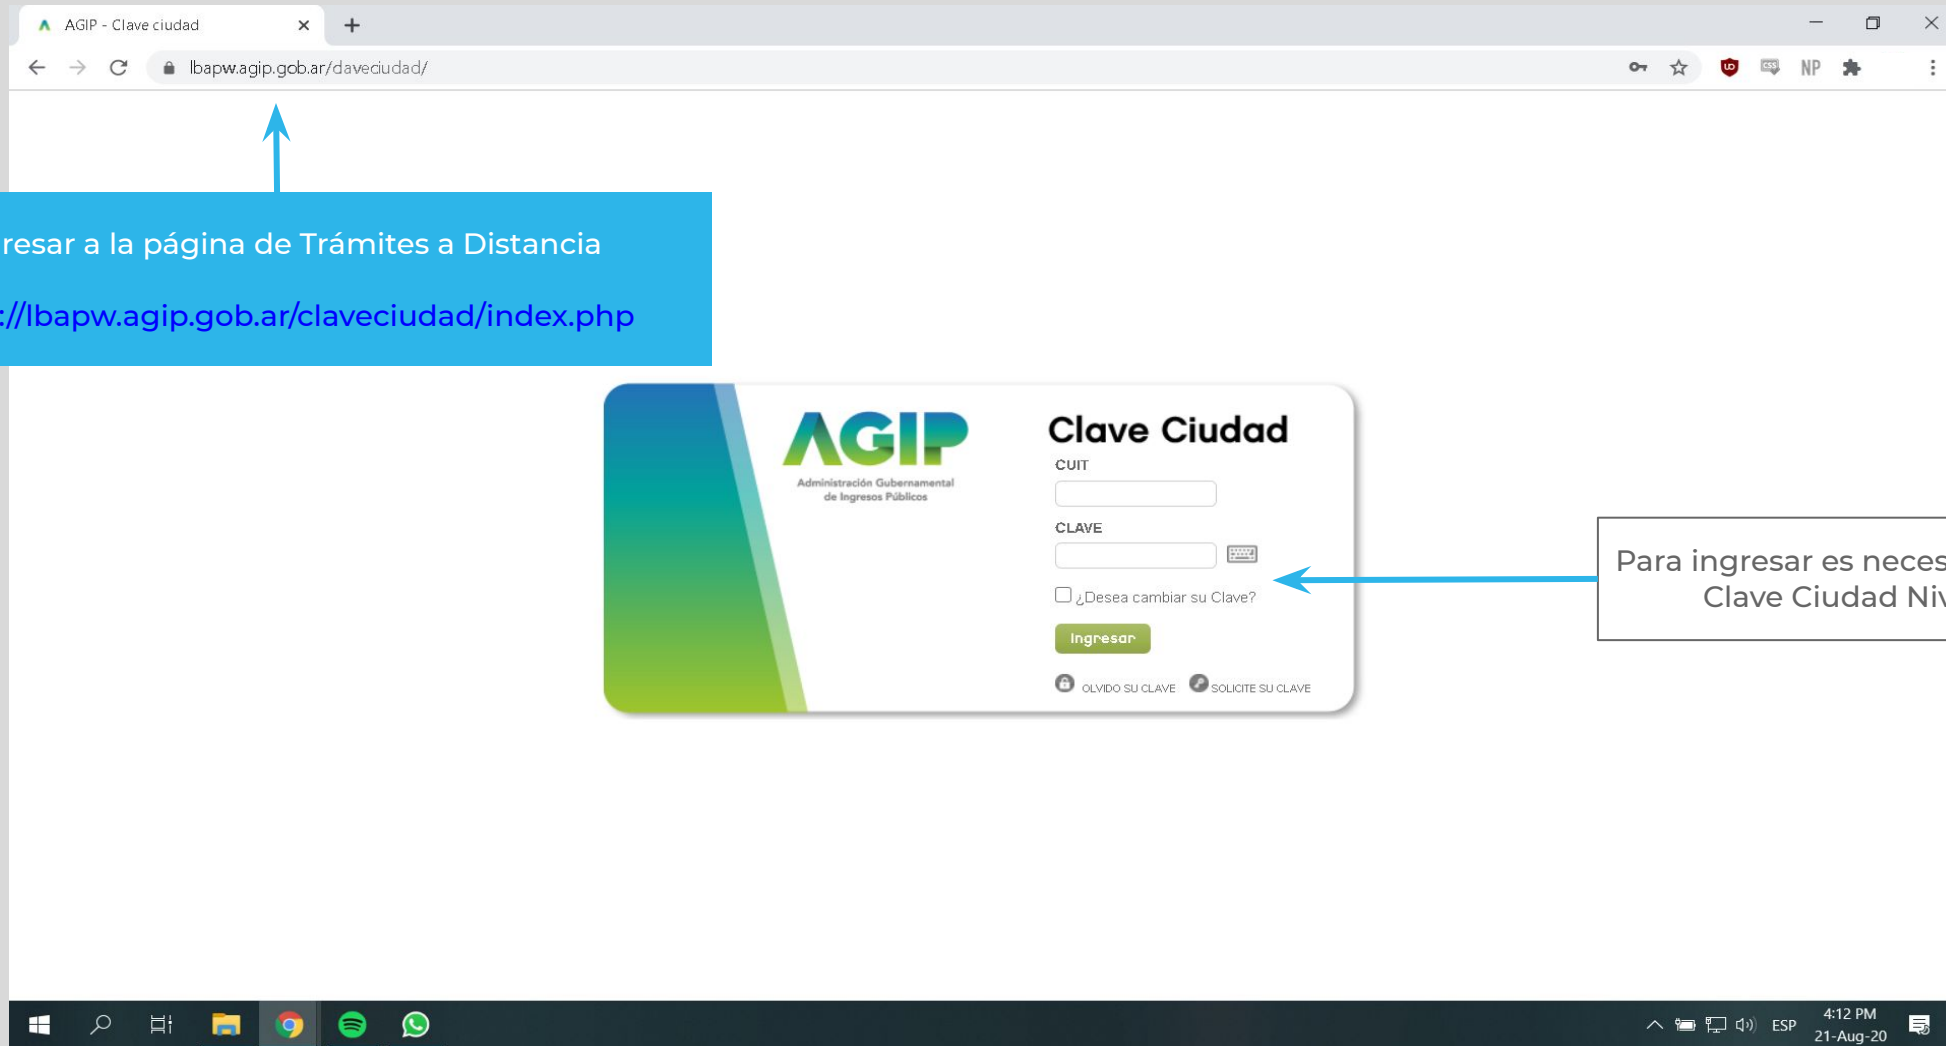 AGIP - Clave ciudad
lbapw.agip.gob.ar/claveciudad/
NP
resar a la página de Trámites a Distancia
://lbapw.agip.gob.ar/claveciudad/index.php
AGIP
Administración Gubernamental
de Ingresos Públicos
Clave Ciudad
CUIT
CLAVE
¿Desea cambiar su Clave?
Ingresar
OLVIDO SU CLAVE SOLICITE SU CLAVE
Para ingresar es neces
Clave Ciudad Niv
ESP
4:12 PM
21-Aug-20